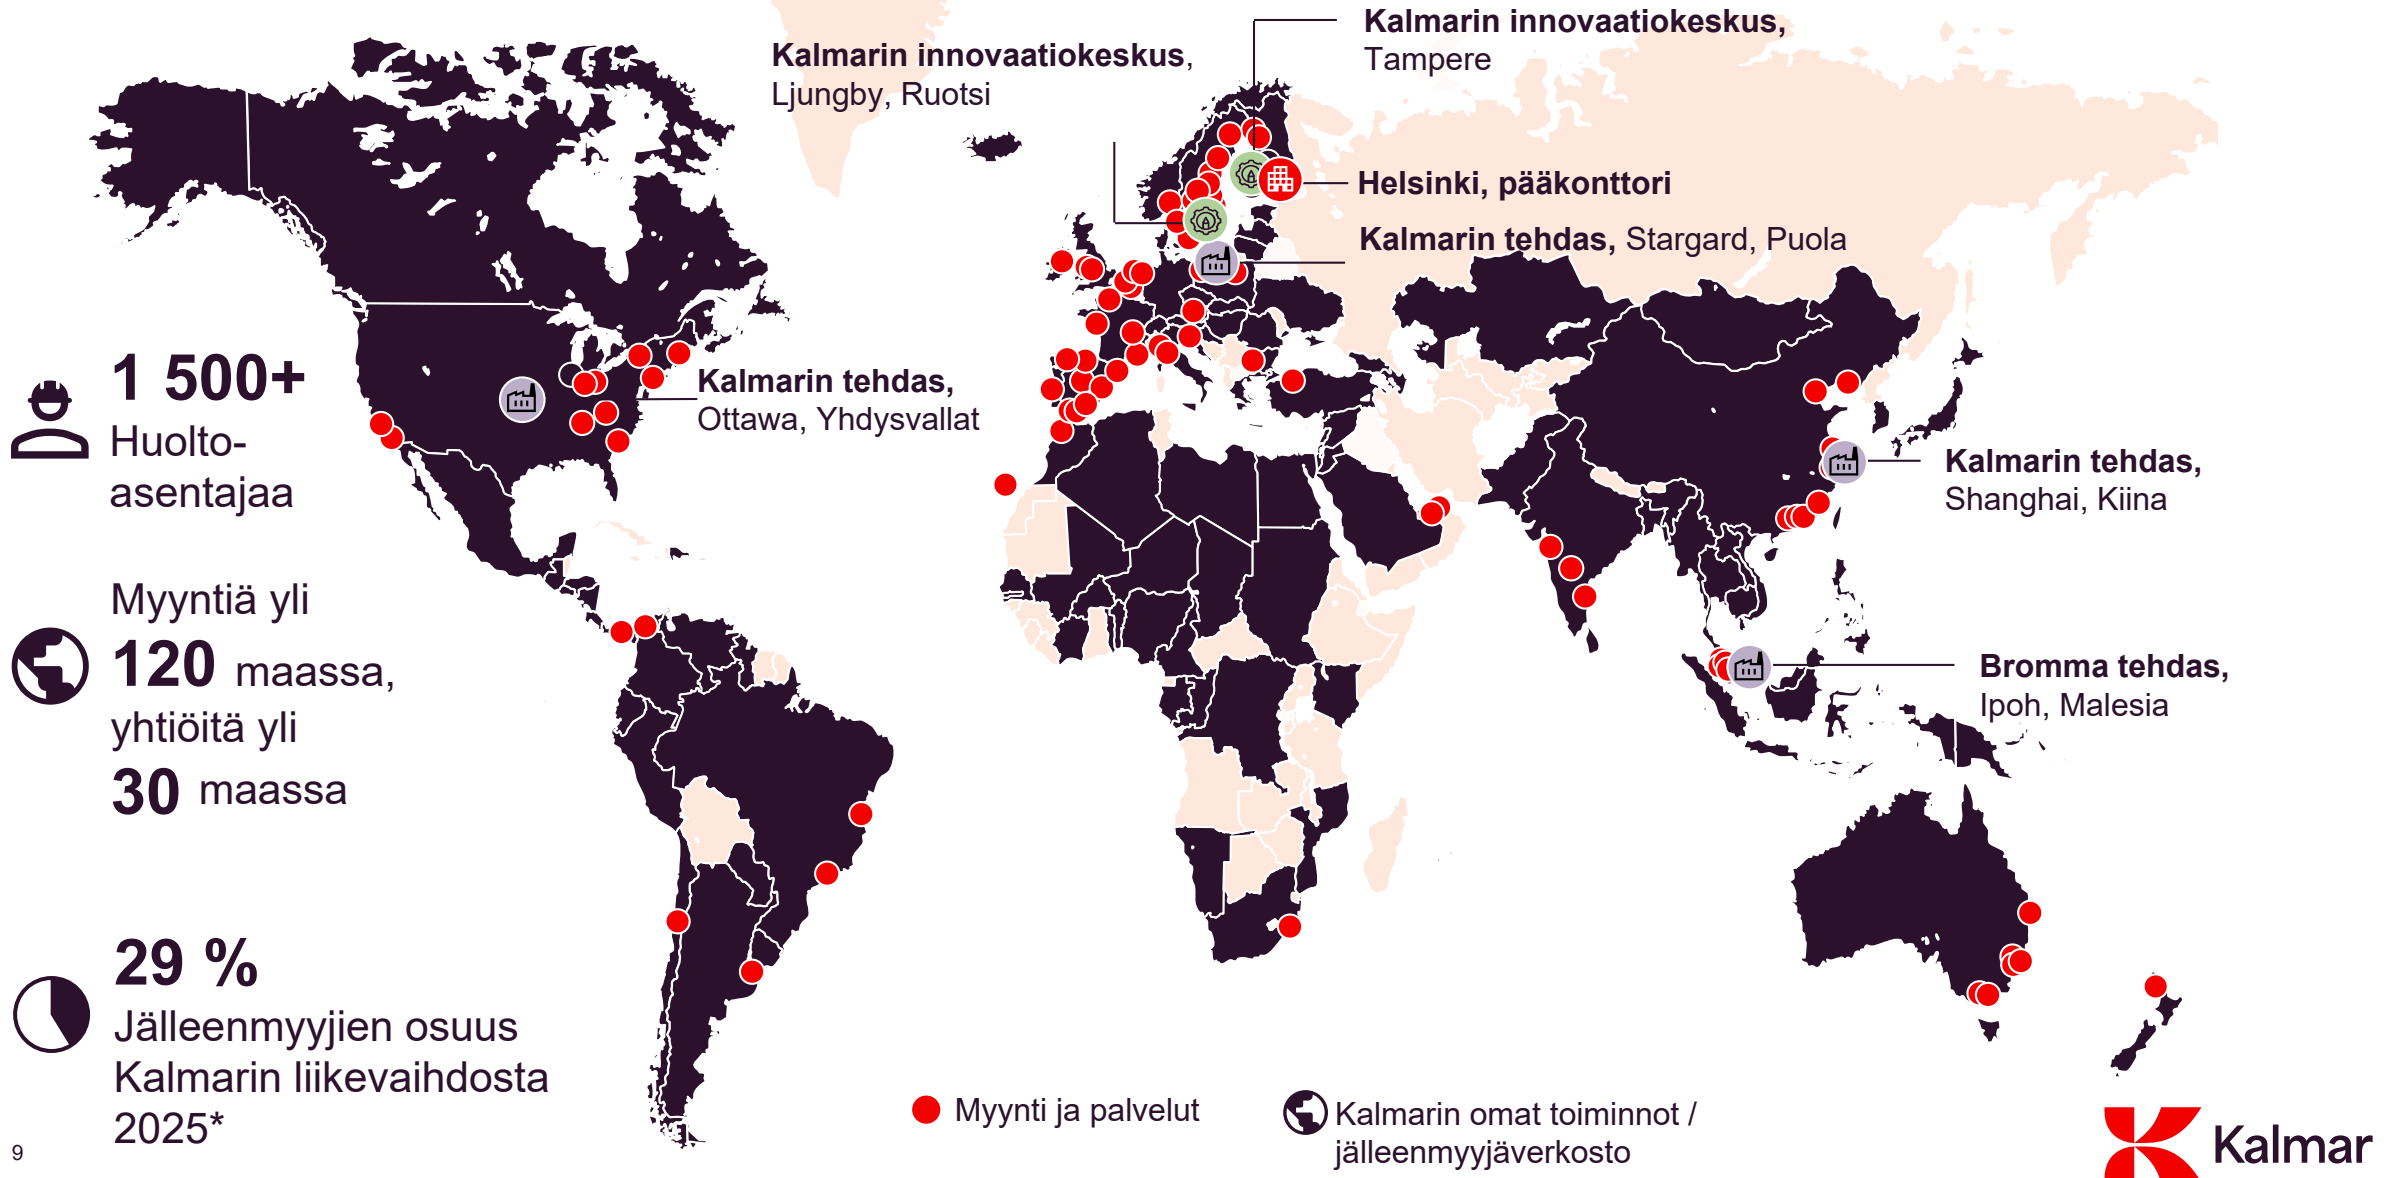 Kalmarin innovaatiokeskus,
Tampere
Kalmarin innovaatiokeskus,
Ljungby, Ruotsi
Helsinki, pääkonttori
Kalmarin tehdas, Stargard, Puola
1 500+
Huolto-
asentajaa
Kalmarin tehdas,
Ottawa, Yhdysvallat
Kalmarin tehdas,
Shanghai, Kiina
Myyntiä yli
120 maassa,
yhtiöitä yli
30 maassa
Bromma tehdas,
Ipoh, Malesia
29 %
Jälleenmyyjien osuus
Kalmarin liikevaihdosta
2025*
Myynti ja palvelut
Kalmarin omat toiminnot /
jälleenmyyjäverkosto
9
Kalmar